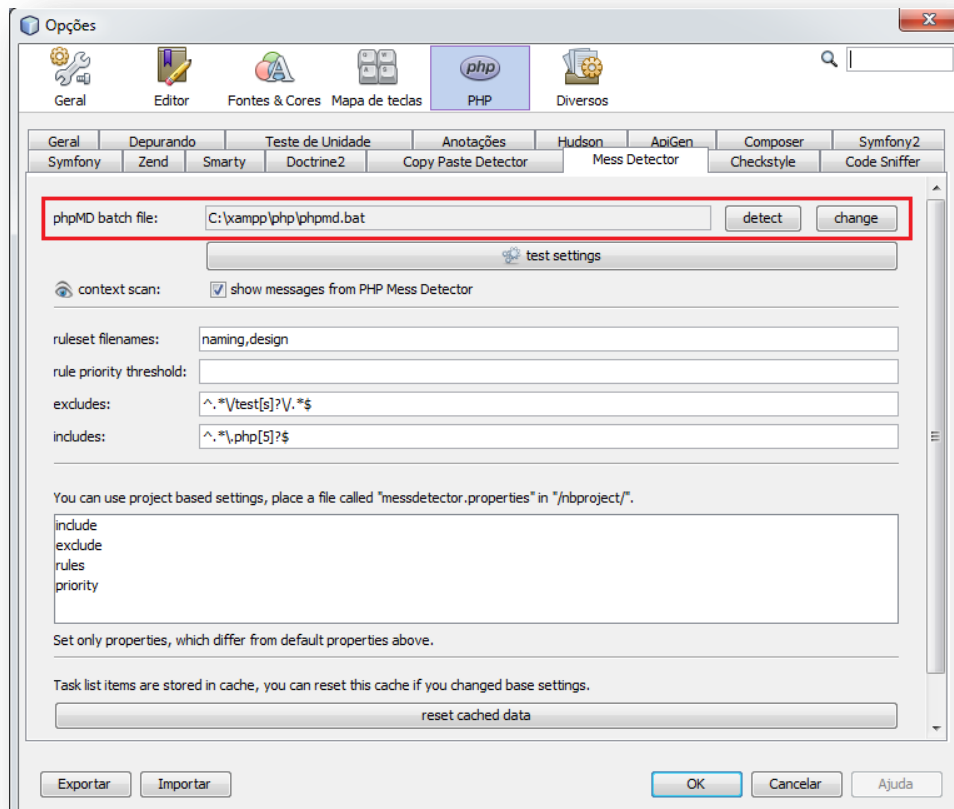 Opções
php
Geral Editor Fontes & Cores Mapa de teclas PHP Diversos
Geral Depurando Teste de Unidade Anotações Hudson ApiGen Composer Symfony2
Symfony Zend Smarty Doctrine2 Copy Paste Detector Mess Detector Checkstyle Code Sniffer
phpMD batch file: C:\xampp\php\phpmd.bat detect change
test settings
context scan: show messages from PHP Mess Detector
ruleset filenames: naming,design
rule priority threshold:
excludes: ^.*\/test[s]?\/.*$
includes: ^.*\.php[5]?$
You can use project based settings, place a file called "messdetector.properties" in "/nbproject/".
include
exclude
rules
priority
Set only properties, which differ from default properties above.
Task list items are stored in cache, you can reset this cache if you changed base settings.
reset cached data
Exportar Importar OK Cancelar Ajuda